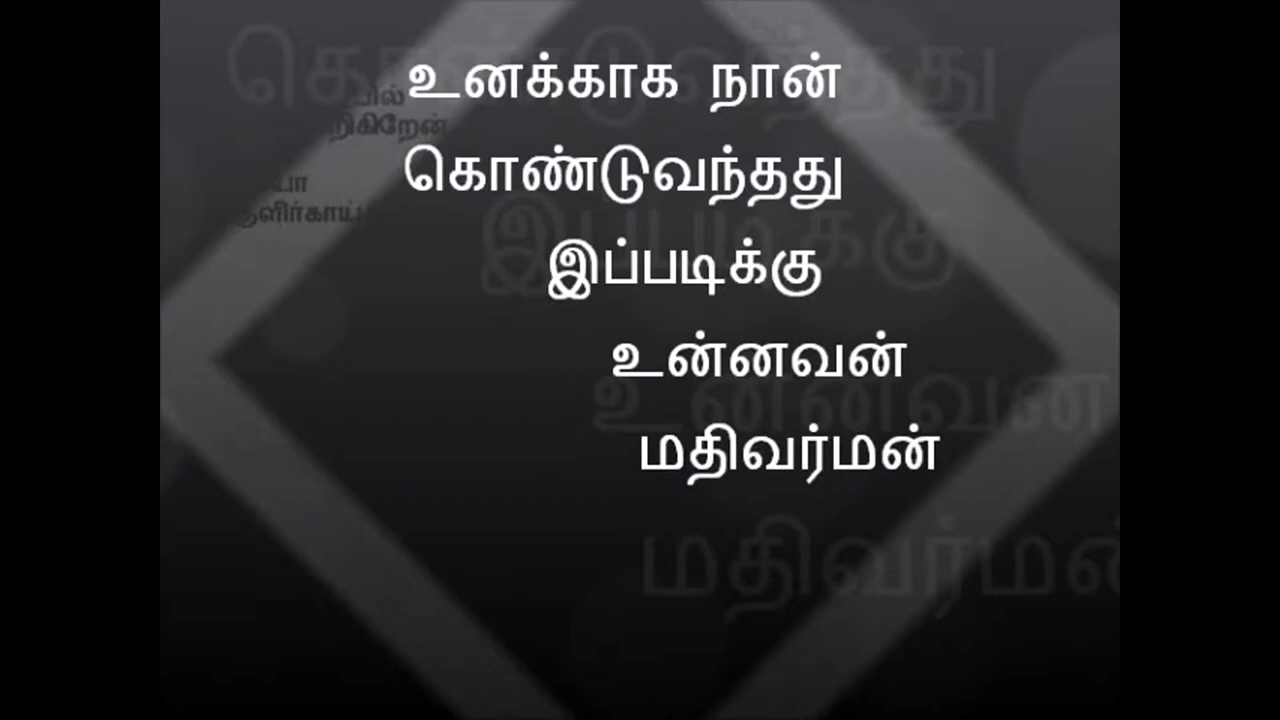 உனக்காக நான்
கொண்டுவந்தது
இப்படிக்கு
உன்னவன்
மதிவர்மன்